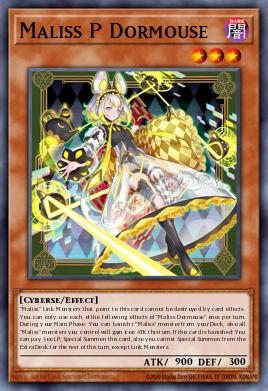 Maliss P Dormouse
DARK
闇
[Cyberse/Effect]
"Maliss" Link Monsters that point to this card cannot be destroyed by card effects.
You can only use each of the following effects of "Maliss Dormouse" once per turn.
During your Main Phase: You can banish 1 "Maliss" monster from your Deck, also all
"Maliss" monsters you control will gain 600 ATK this turn. If this card is banished: You
can pay 300 LP; Special Summon this card, also you cannot Special Summon from the
Extra Deck for the rest of this turn, except Link Monsters.
ATK/ 900 DEF/ 300